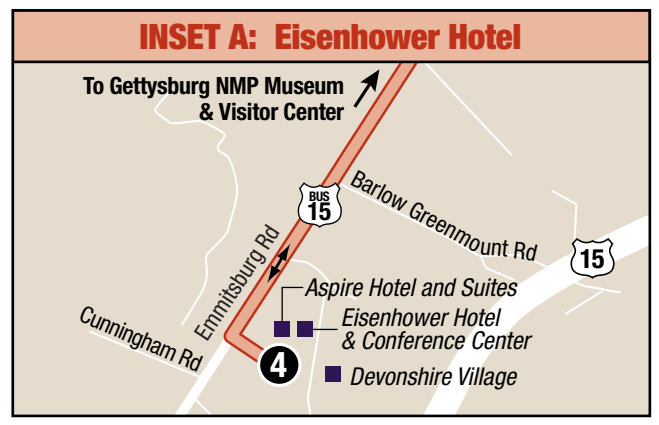 INSET A: Eisenhower Hotel
To Gettysburg NMP Museum
& Visitor Center
BUS
15
Barlow Greenmount Rd
15
Emmitsburg Rd
Aspire Hotel and Suites
Eisenhower Hotel
& Conference Center
Cunningham Rd
4
Devonshire Village